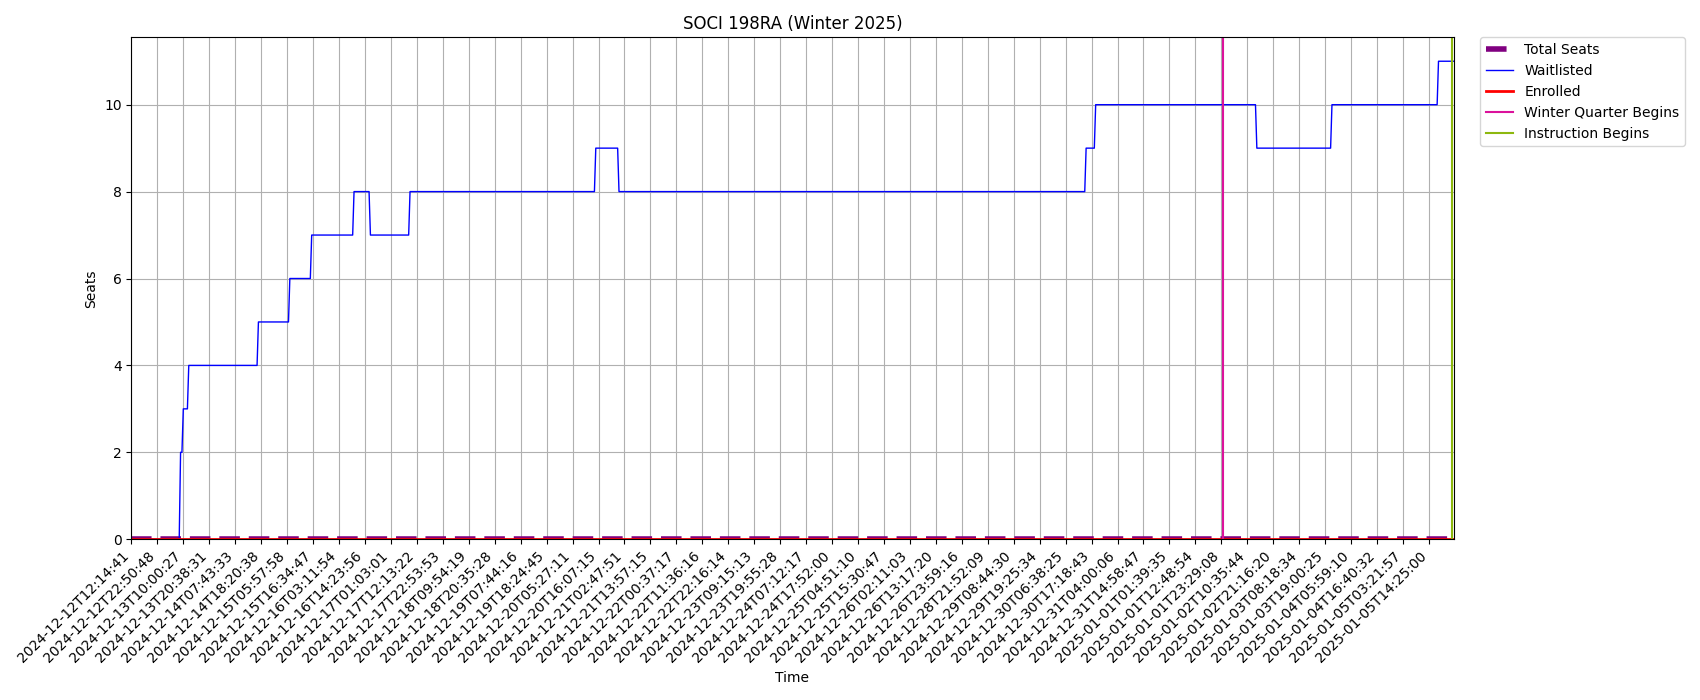 SOCI 198RA (Winter 2025)
Total Seats
Waitlisted
Enrolled
Winter Quarter Begins
Instruction Begins
Seats
10
8
6
4
2
0
2024-12-12T12:14:41
2024-12-12T22:50:48
2024-12-13T10:00:27
2024-12-13T20:38:31
2024-12-14T07:43:33
2024-12-14T18:20:38
2024-12-15T05:57:58
2024-12-15T16:34:47
2024-12-16T03:11:54
2024-12-16T14:23:56
2024-12-17T01:03:01
2024-12-17T12:13:22
2024-12-17T22:53:53
2024-12-18T09:54:19
2024-12-18T20:35:28
2024-12-19T07:44:16
2024-12-19T18:24:45
2024-12-20T05:27:11
2024-12-20T16:07:15
2024-12-21T02:47:51
2024-12-21T13:57:15
2024-12-22T00:37:17
2024-12-22T11:36:16
2024-12-22T22:16:14
2024-12-23T09:15:13
2024-12-23T19:55:28
2024-12-24T07:12:17
2024-12-24T17:52:00
2024-12-25T04:51:10
2024-12-25T15:30:47
2024-12-26T02:11:03
2024-12-26T13:17:20
2024-12-26T23:59:16
2024-12-28T21:52:09
2024-12-29T08:44:30
2024-12-29T19:25:34
2024-12-30T06:38:25
2024-12-30T17:18:43
2024-12-31T04:00:06
2024-12-31T14:58:47
2025-01-01T01:39:35
2025-01-01T12:48:54
2025-01-01T23:29:08
2025-01-02T10:35:44
2025-01-02T21:16:20
2025-01-03T08:18:34
2025-01-03T19:00:25
2025-01-04T05:59:10
2025-01-04T16:40:32
2025-01-05T03:21:57
2025-01-05T14:25:00
Time